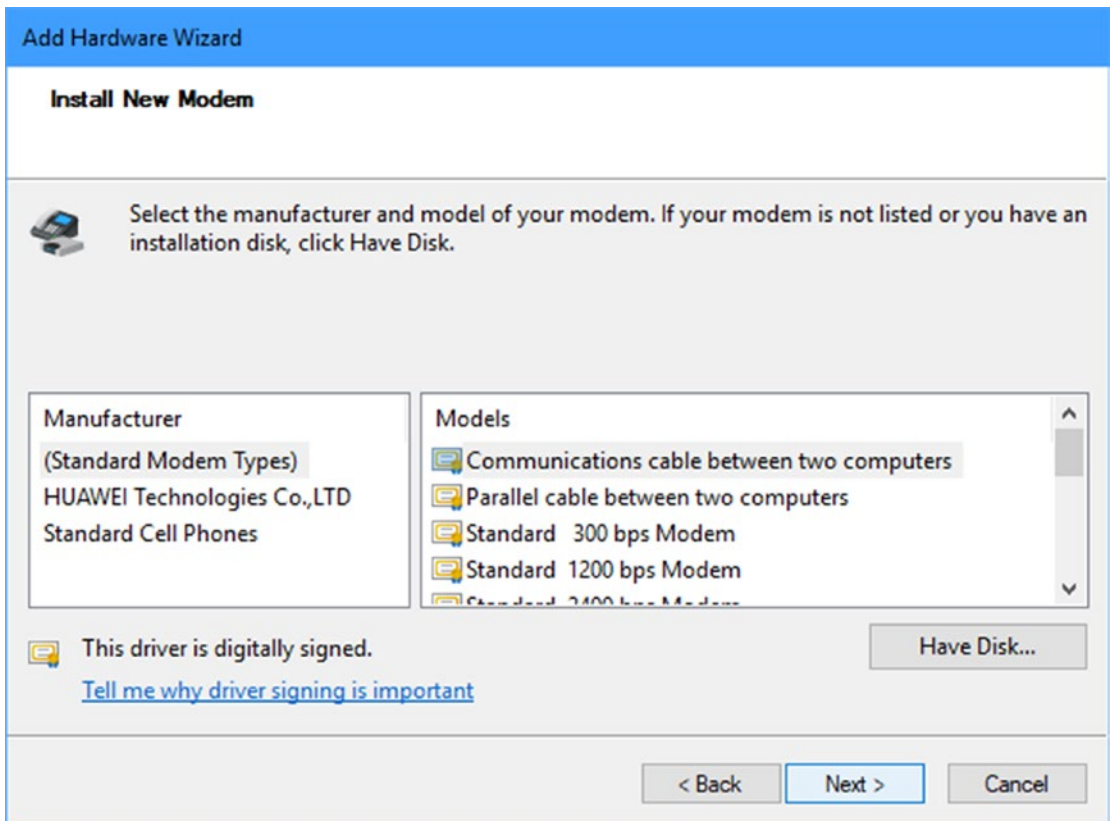 Add Hardware Wizard
Install New Modem
Select the manufacturer and model of your modem. If your modem is not listed or you have an
installation disk, click Have Disk.
Manufacturer
(Standard Modem Types)
HUAWEI Technologies Co.,LTD
Standard Cell Phones
Models
Communications cable between two computers
Parallel cable between two computers
Standard 300 bps Modem
Standard 1200 bps Modem
Standard 2400 bps Modem
This driver is digitally signed.
Have Disk...
Tell me why driver signing is important
< Back
Next >
Cancel